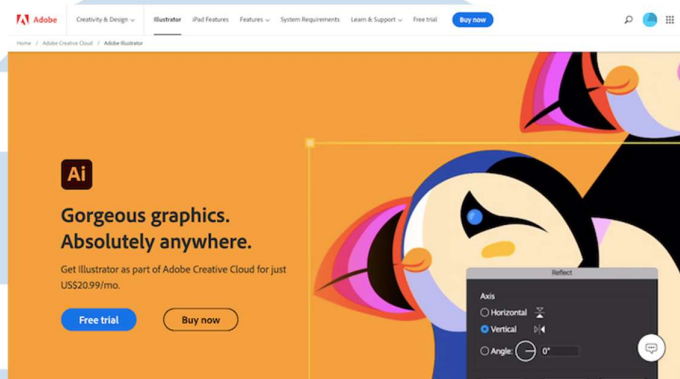 Adobe
Creativity & Design
Illustrator
iPad Features
Features
System Requirements
Learn & Support
Free trial
Buy now
Home / Adobe Creative Cloud / Adobe Illustrator
Ai
Gorgeous graphics.
Absolutely anywhere.
Get Illustrator as part of Adobe Creative Cloud for just
US$20.99/mo.
Free trial
Buy now
Reflect
Axis
Horizontal
Vertical
Angle: 0°